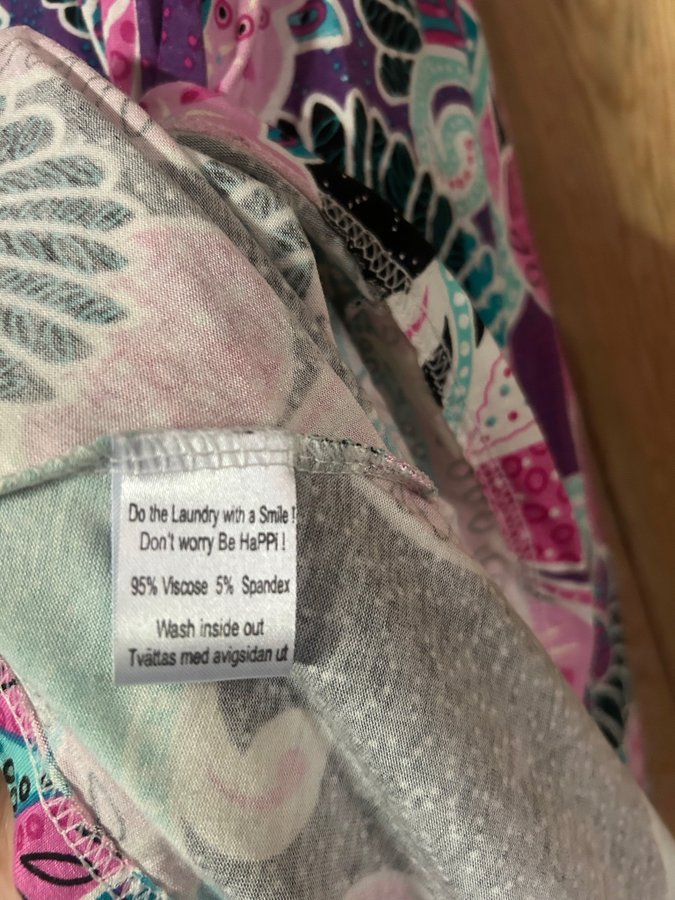 Do the Laundry with a Smile !
Don't worry Be HaPPi !
95% Viscose 5% Spandex
Wash inside out
Tvättas med avigsidan ut